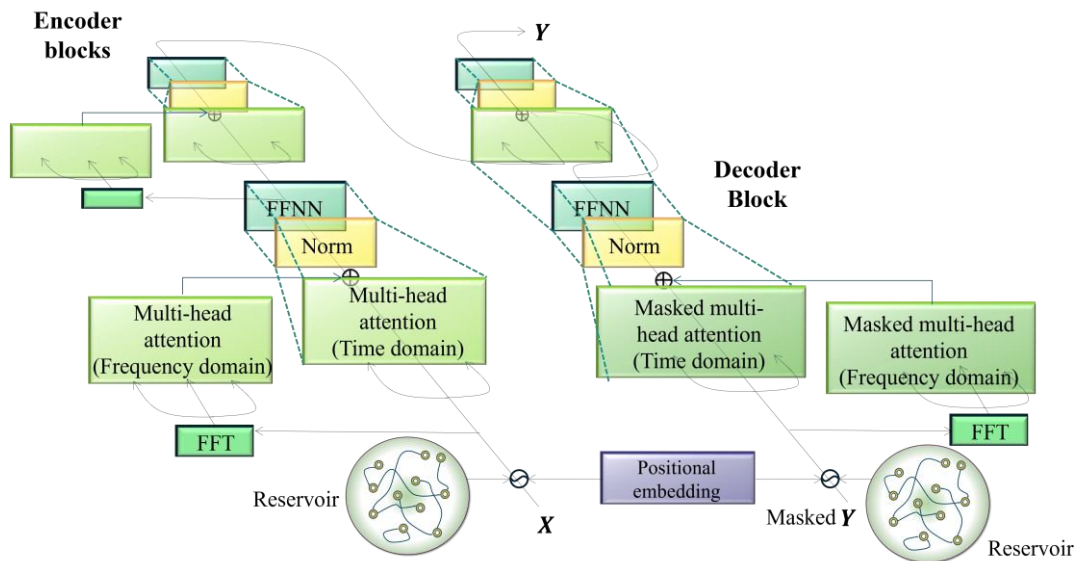 Encoder
blocks
Y
FFNN
Norm
Multi-head
attention
(Frequency domain)
Multi-head
attention
(Time domain)
FFT
Reservoir
X
Decoder
Block
FFNN
Norm
Masked multi-
head attention
(Time domain)
Masked multi-head
attention
(Frequency domain)
FFT
Positional
embedding
Masked Y
Reservoir